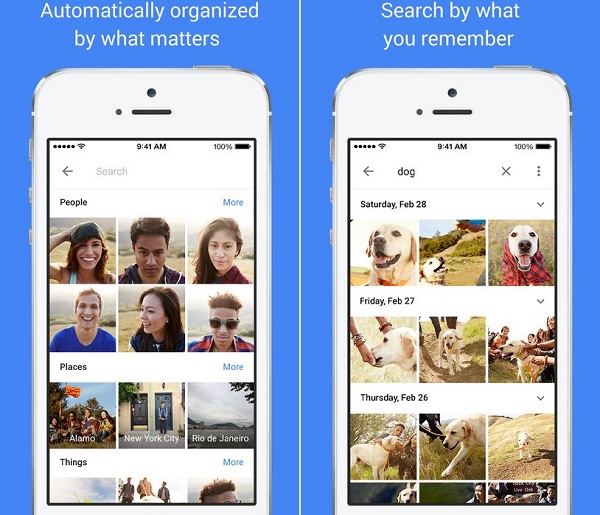 Automatically organized
by what matters
9:41 AM 100%
Search
People More
Places More
Alamo New York City Rio de Janeiro
Things More
Search by what
you remember
9:41 AM 100%
dog
Saturday, Feb 28
Friday, Feb 27
Thursday, Feb 26
Live Oak